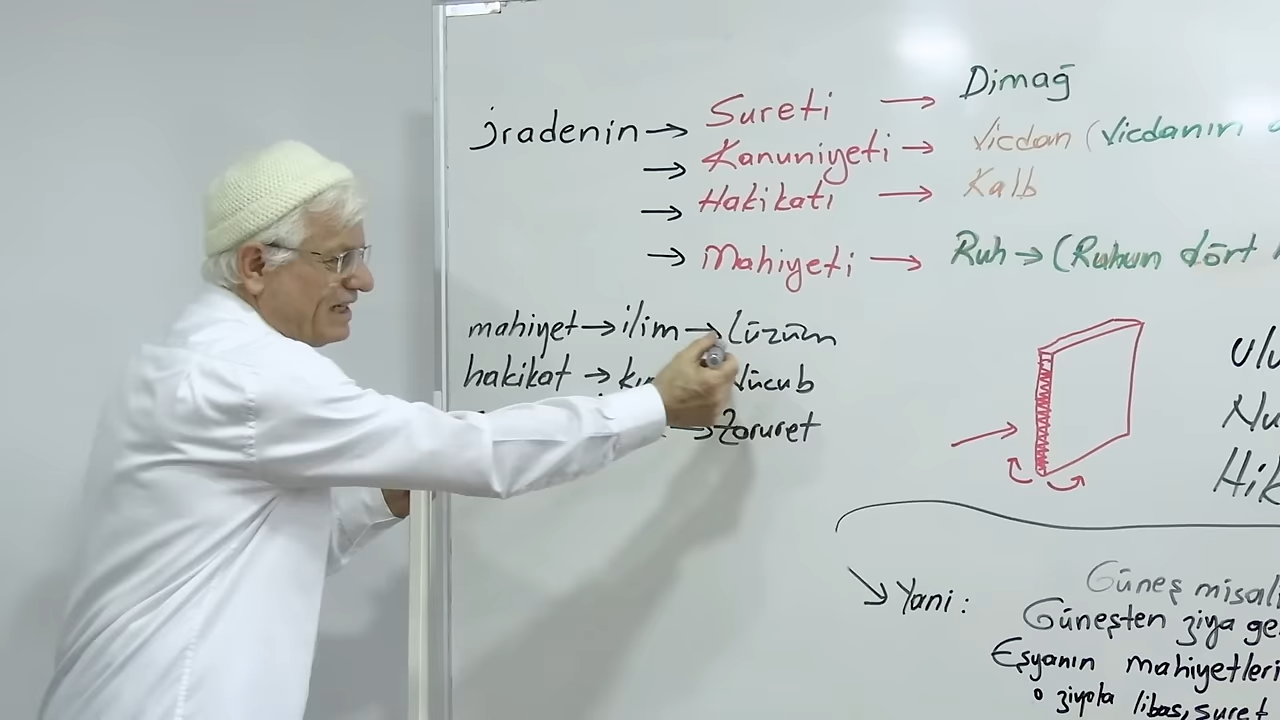 İradenin → Sureti → Dimağ
→ Kanuniyeti → Vicdan (Vicdanın
→ Hakikatı → Kalb
→ Mahiyeti → Ruh → (Ruhun dört
mahiyet → ilim → Lüzûm
hakikat → Vücub
→ Zaruret
Yani:
Güneş misali
Güneşten ziya
Eşyanın mahiyetleri
ziyala libas, suret